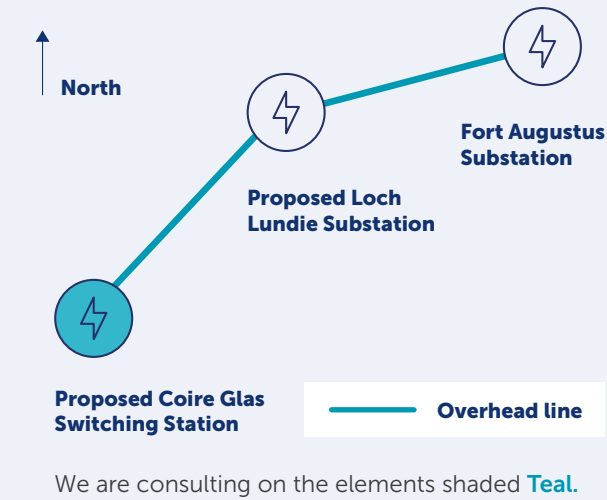 North
Fort Augustus
Substation
Proposed Loch
Lundie Substation
Proposed Coire Glas
Switching Station
Overhead line
We are consulting on the elements shaded Teal.